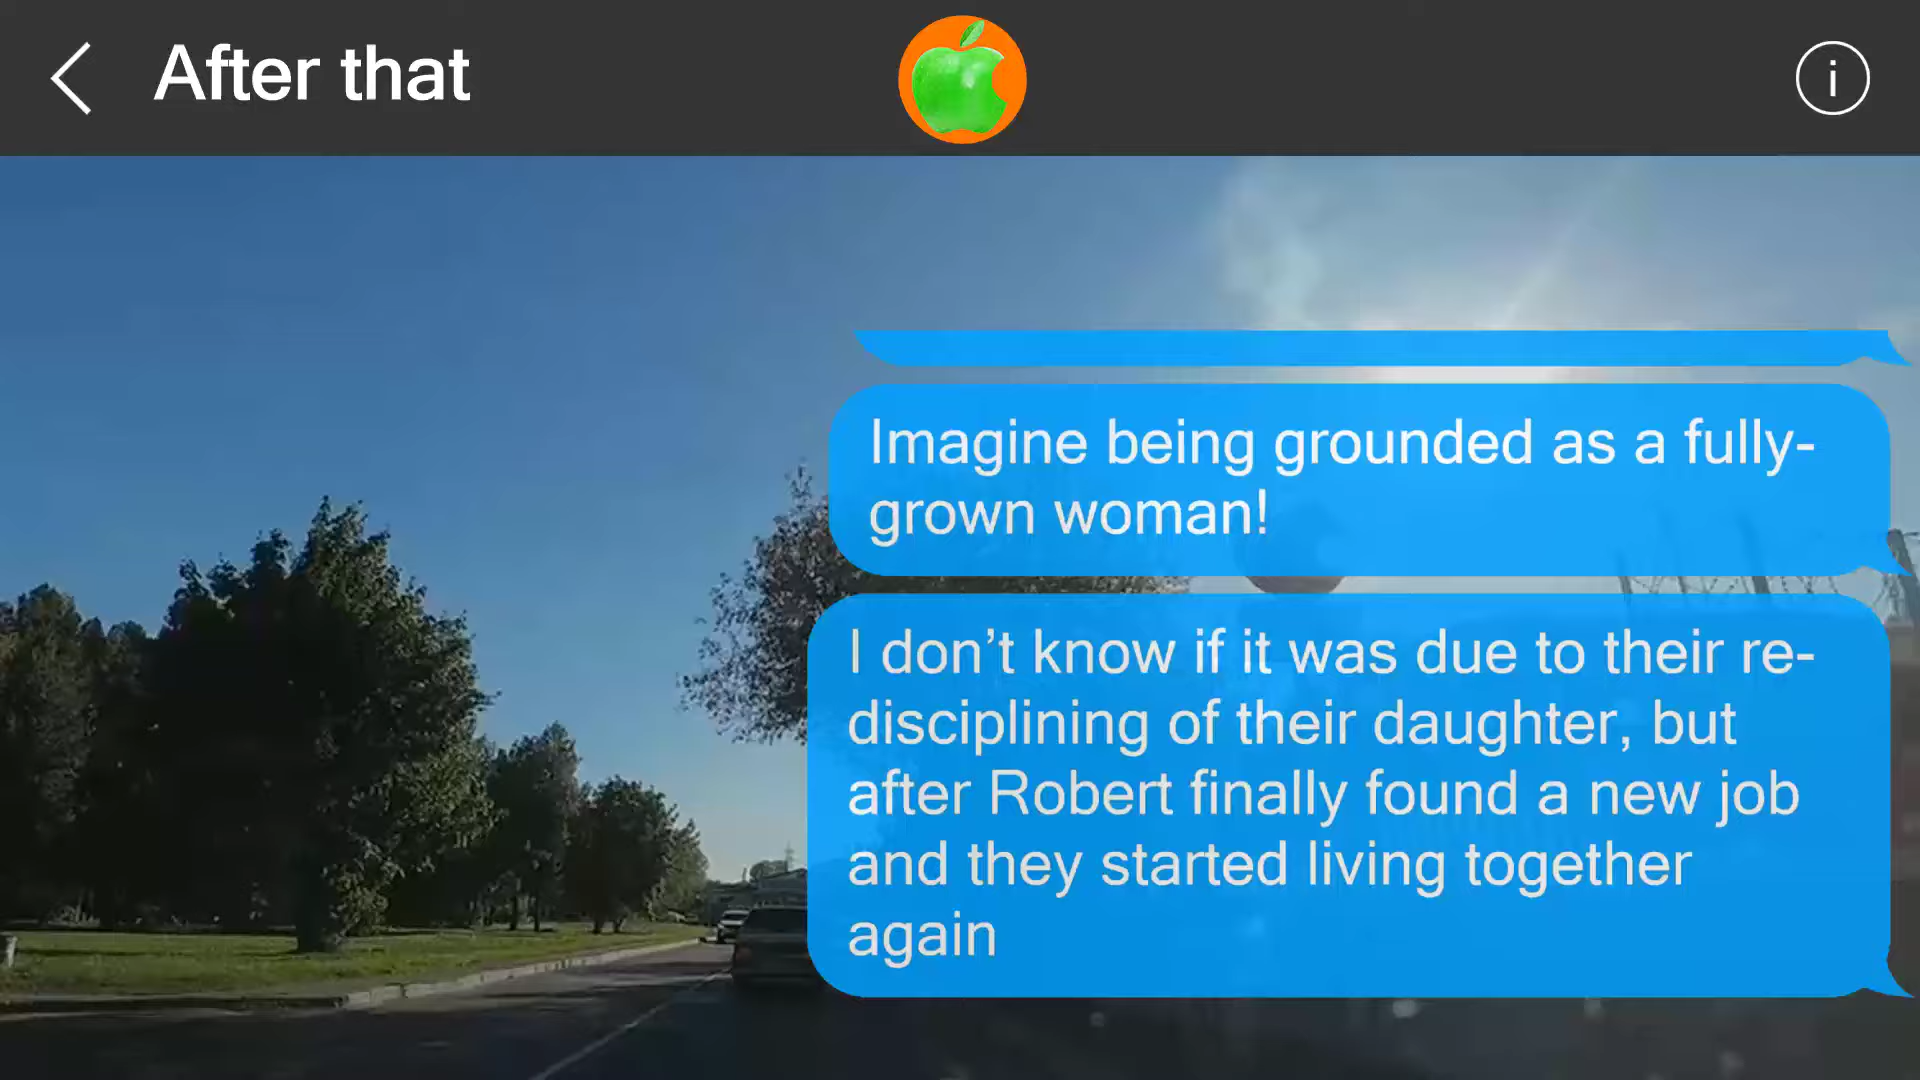 After that
i
Imagine being grounded as a fully-
grown woman!
I don’t know if it was due to their re-
disciplining of their daughter, but
after Robert finally found a new job
and they started living together
again